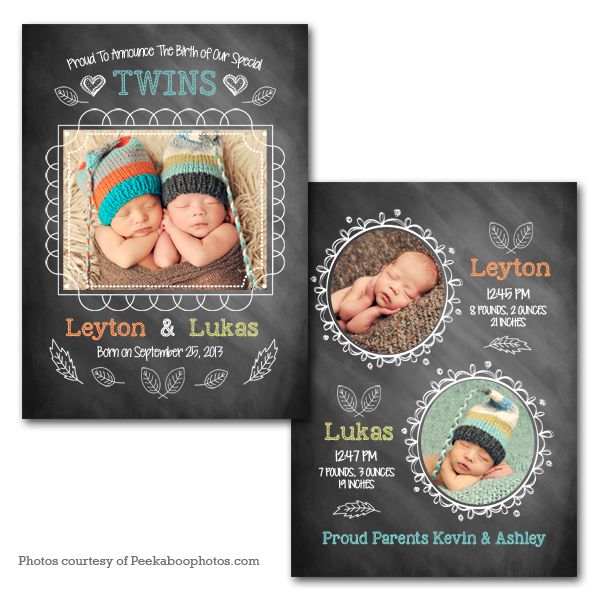 Proud To Announce The Birth of Our Special
TWINS
Leyton & Lukas
Born on September 25, 2013
Leyton
12:45 PM
8 POUNDS, 2 OUNCES
21 INCHES
Lukas
12:47 PM
7 POUNDS, 3 OUNCES
19 INCHES
Proud Parents Kevin & Ashley
Photos courtesy of Peekaboophotos.com